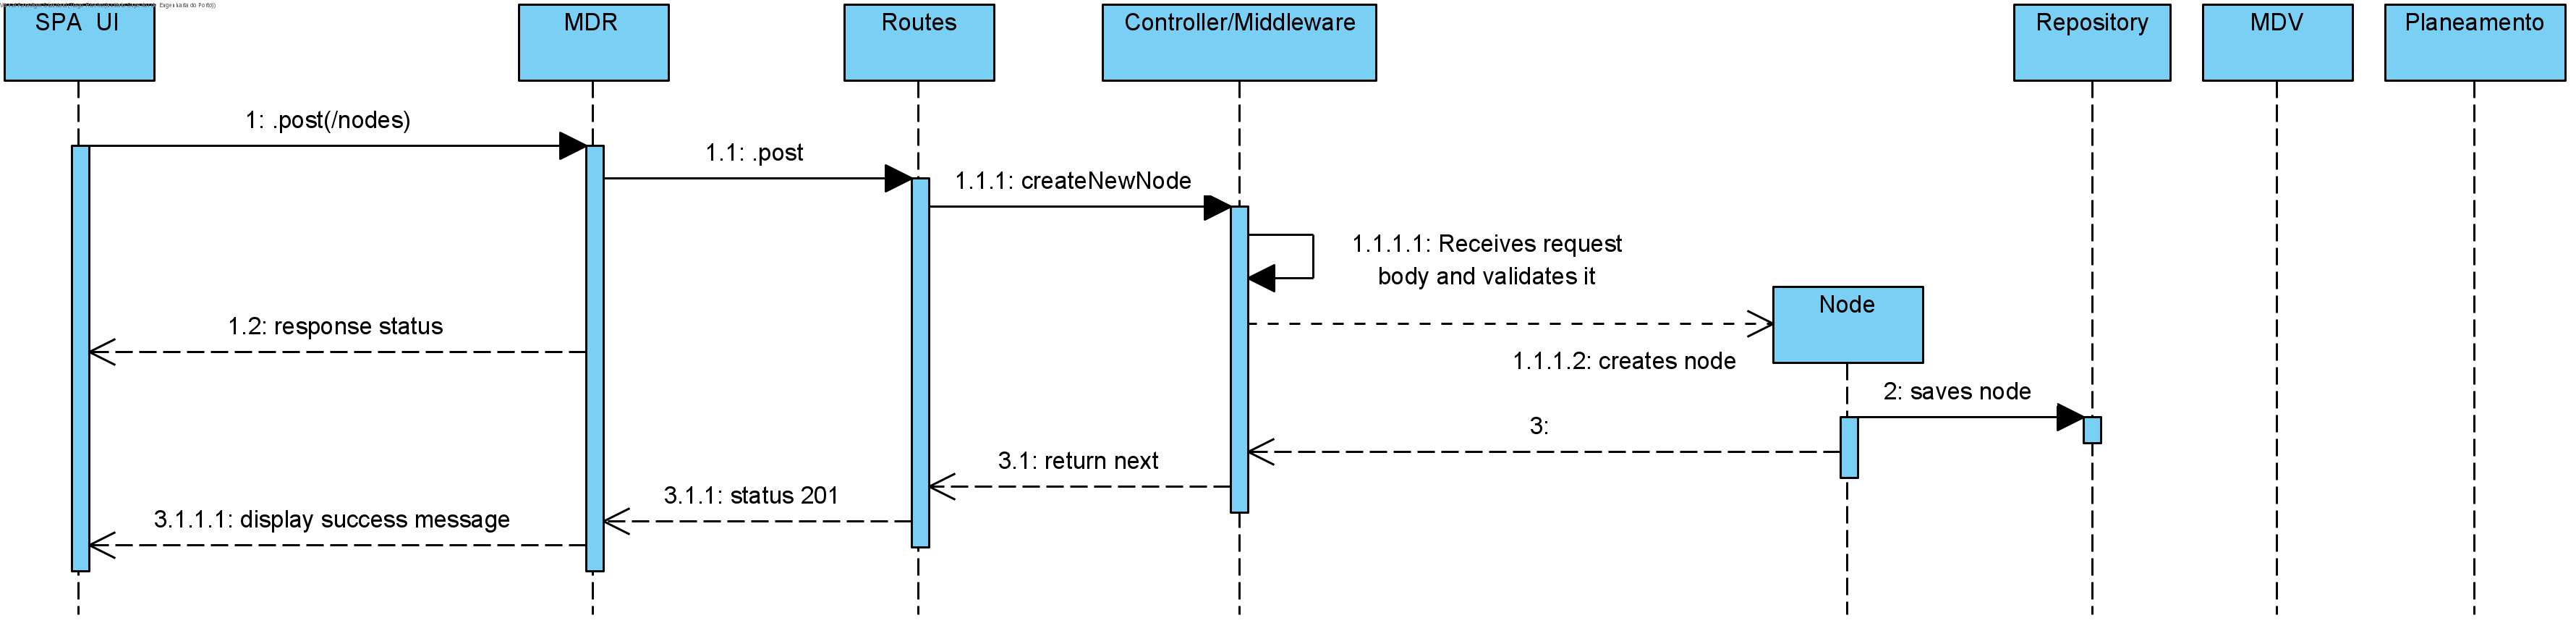 SPA UI
MDR
Routes
Controller/Middleware
Repository
MDV
Planeamento
1: .post(/nodes)
1.1: .post
1.1.1: createNewNode
1.1.1.1: Receives request
body and validates it
Node
1.2: response status
1.1.1.2: creates node
2: saves node
3:
3.1: return next
3.1.1: status 201
3.1.1.1: display success message